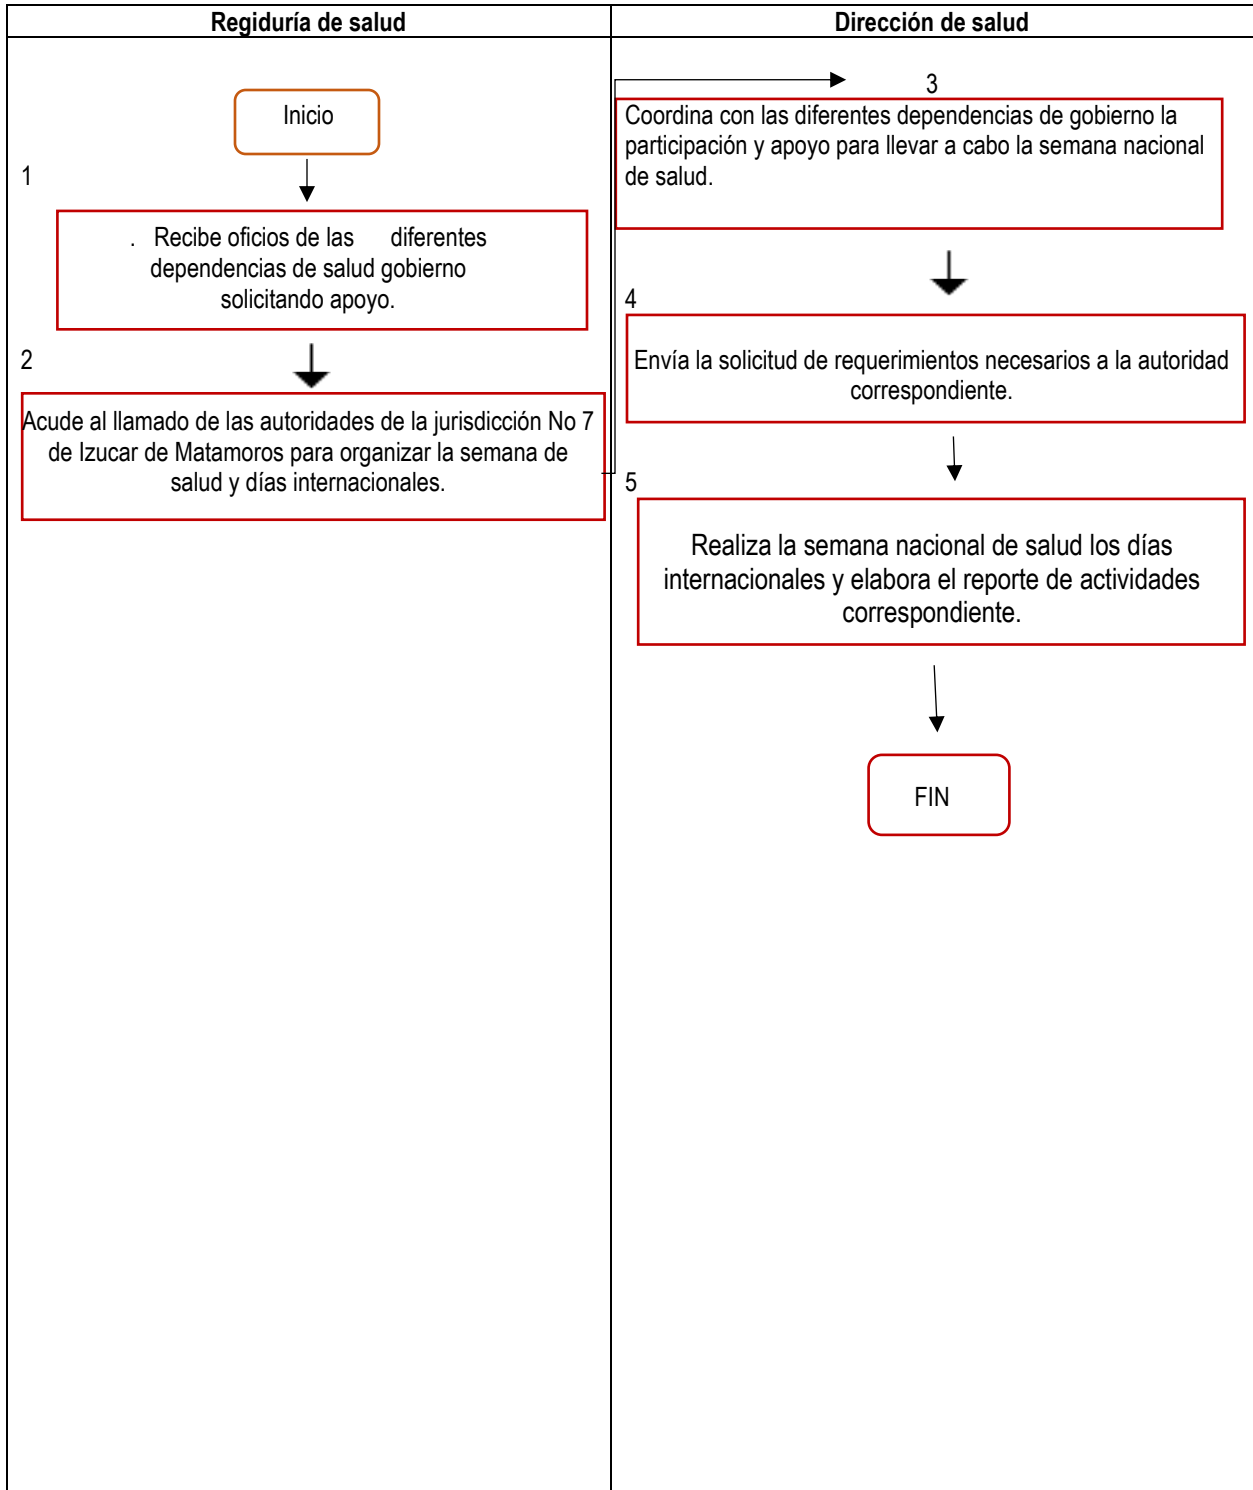 Regiduría de salud
Dirección de salud
Inicio
1
. Recibe oficios de las diferentes
dependencias de salud gobierno
solicitando apoyo.
2
Acude al llamado de las autoridades de la jurisdicción No 7
de Izucar de Matamoros para organizar la semana de
salud y días internacionales.
3
Coordina con las diferentes dependencias de gobierno la
participación y apoyo para llevar a cabo la semana nacional
de salud.
4
Envía la solicitud de requerimientos necesarios a la autoridad
correspondiente.
5
Realiza la semana nacional de salud los días
internacionales y elabora el reporte de actividades
correspondiente.
FIN